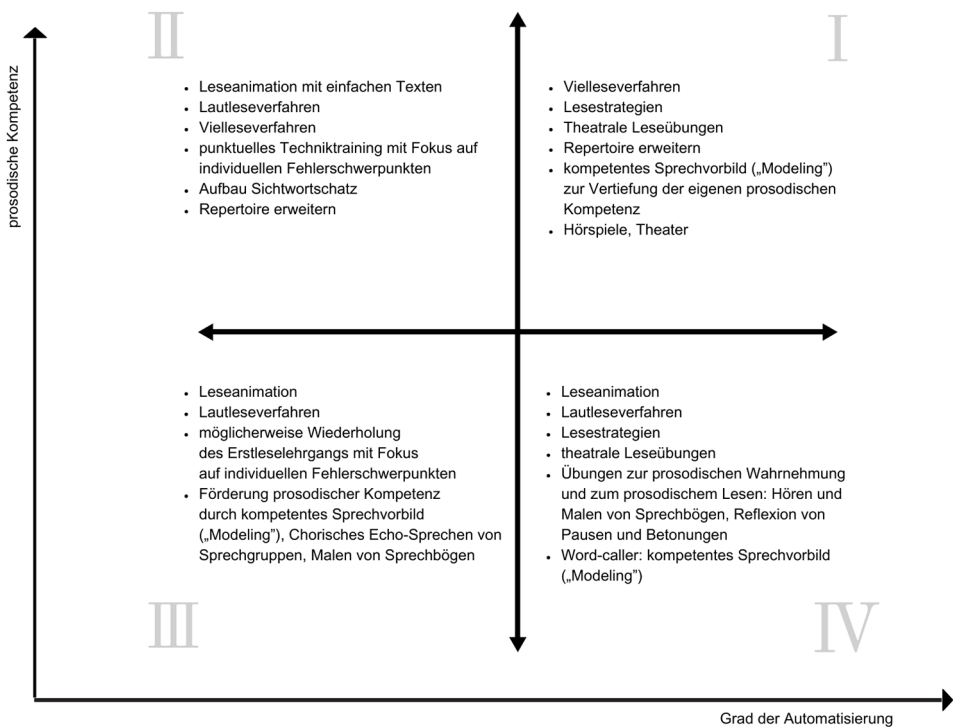 prosodische Kompetenz
II
• Leseanimation mit einfachen Texten
• Lautleseverfahren
• Vielleseverfahren
• punktuelles Techniktraining mit Fokus auf
individuellen Fehlerschwerpunkten
• Aufbau Sichtwortschatz
• Repertoire erweitern
I
• Vielleseverfahren
• Lesestrategien
• Theatrale Leseübungen
• Repertoire erweitern
• kompetentes Sprechvorbild („Modeling”)
zur Vertiefung der eigenen prosodischen
Kompetenz
• Hörspiele, Theater
• Leseanimation
• Lautleseverfahren
• möglicherweise Wiederholung
des Erstleselehrgangs mit Fokus
auf individuellen Fehlerschwerpunkten
• Förderung prosodischer Kompetenz
durch kompetentes Sprechvorbild
(„Modeling”), Chorisches Echo-Sprechen von
Sprechgruppen, Malen von Sprechbögen
III
• Leseanimation
• Lautleseverfahren
• Lesestrategien
• theatrale Leseübungen
• Übungen zur prosodischen Wahrnehmung
und zum prosodischem Lesen: Hören und
Malen von Sprechbögen, Reflexion von
Pausen und Betonungen
• Word-caller: kompetentes Sprechvorbild
(„Modeling”)
IV
Grad der Automatisierung